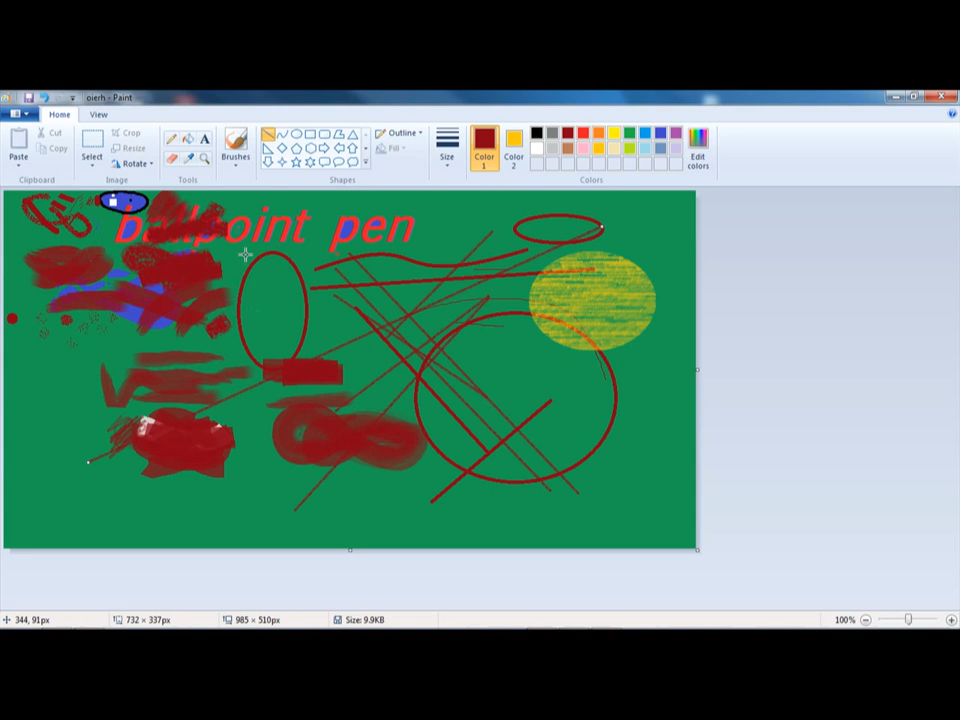 oierh - Paint
Home View
Paste
Cut
Copy
Clipboard
Select
Crop
Resize
Rotate
Image
A
Tools
Brushes
Outline
Fill
Shapes
Size
Color 1
Color 2
Edit colors
Colors
ballpoint pen
344, 91px
732 × 337px
985 × 510px
Size: 9.9KB
100%